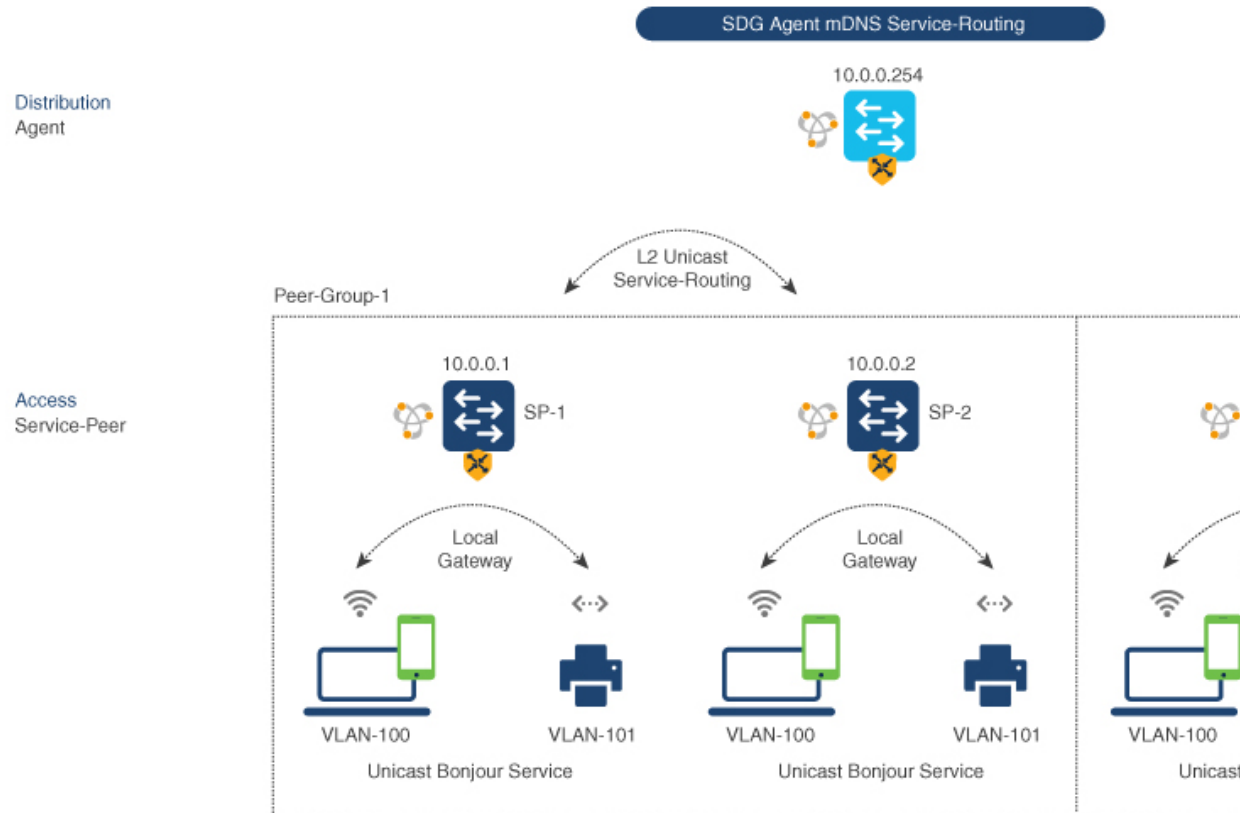 SDG Agent mDNS Service-Routing
10.0.0.254
Distribution
Agent
L2 Unicast
Service-Routing
Peer-Group-1
10.0.0.1
10.0.0.2
Access
Service-Peer
SP-1
SP-2
Local
Gateway
Local
Gateway
VLAN-100
VLAN-101
VLAN-100
VLAN-101
VLAN-100
Unicast Bonjour Service
Unicast Bonjour Service
Unicast